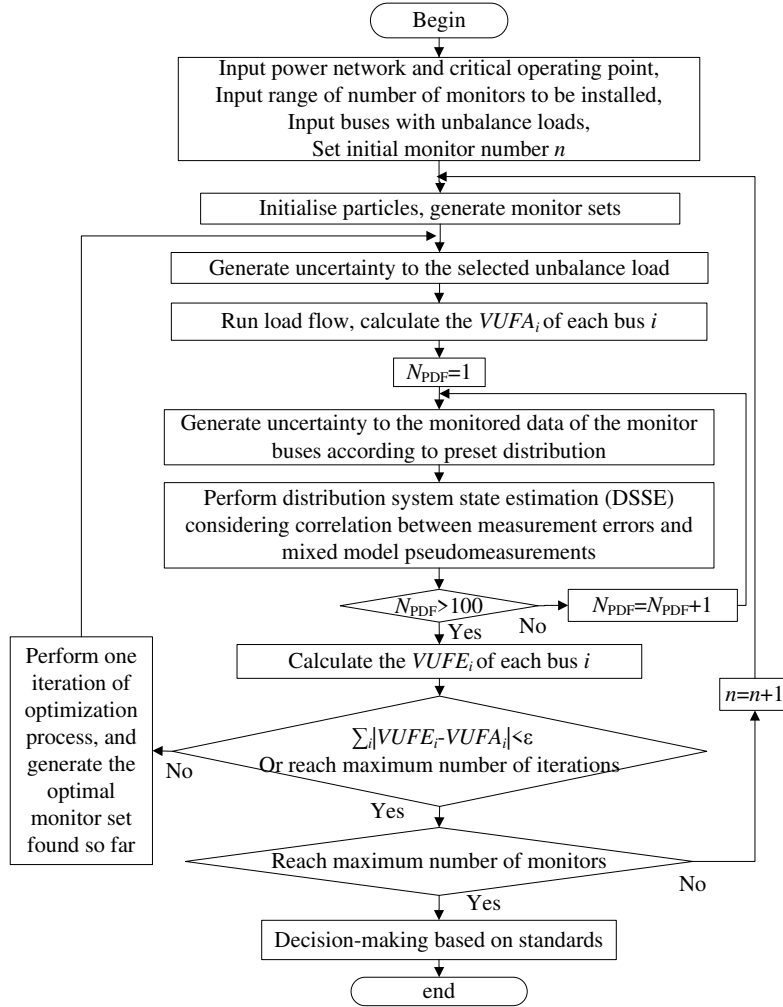 Begin
Input power network and critical operating point,
Input range of number of monitors to be installed,
Input buses with unbalance loads,
Set initial monitor number n
Initialise particles, generate monitor sets
Generate uncertainty to the selected unbalance load
Run load flow, calculate the VUFAi of each bus i
NPDF=1
Generate uncertainty to the monitored data of the monitor
buses according to preset distribution
Perform distribution system state estimation (DSSE)
considering correlation between measurement errors and
mixed model pseudomeasurements
NPDF>100
No
NPDF=NPDF+1
Yes
Calculate the VUFEi of each bus i
∑i|VUFEi-VUFAi|<ε
Or reach maximum number of iterations
No
Perform one
iteration of
optimization
process, and
generate the
optimal
monitor set
found so far
Yes
Reach maximum number of monitors
No
n=n+1
Yes
Decision-making based on standards
end